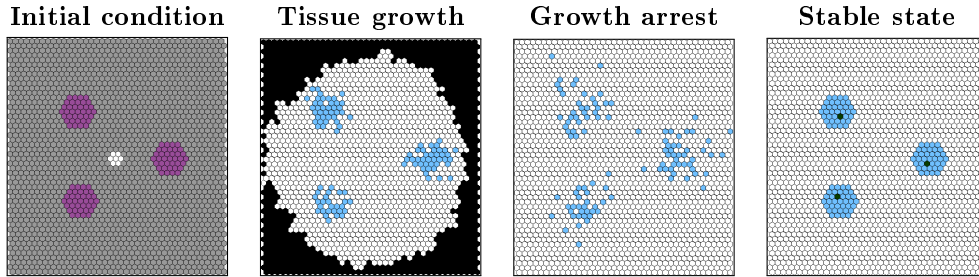 Initial condition
Tissue growth
Growth arrest
Stable state